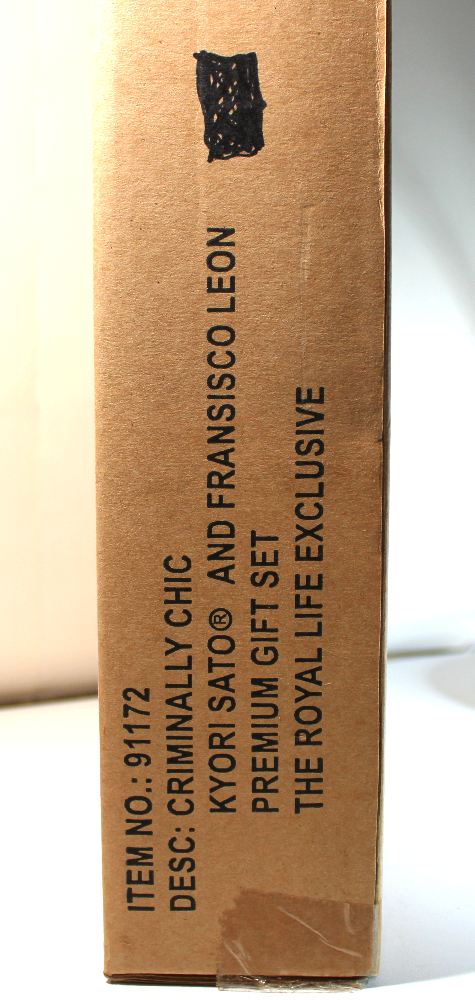 ITEM NO.: 91172
DESC: CRIMINALLY CHIC
KYORI SATO® AND FRANSISCO LEON
PREMIUM GIFT SET
THE ROYAL LIFE EXCLUSIVE